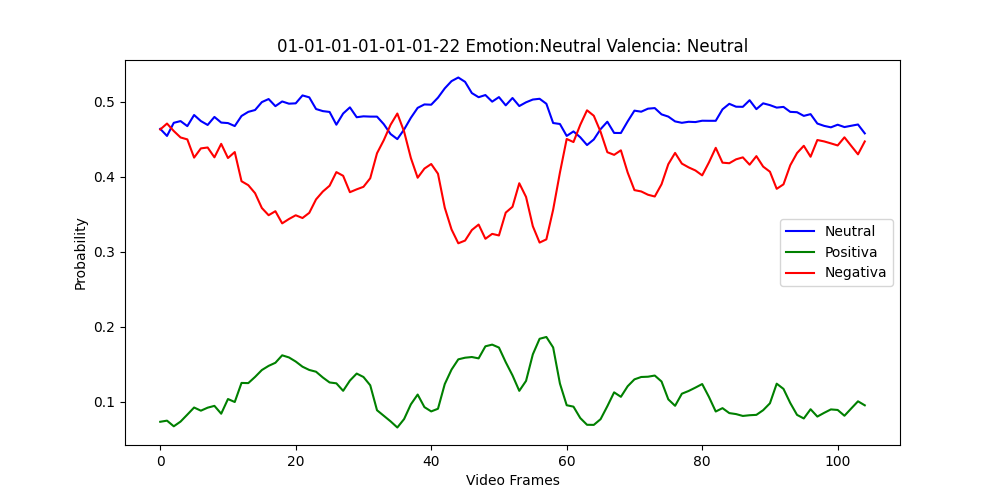 01-01-01-01-01-01-22 Emotion:Neutral Valencia: Neutral
Probability
0.5
0.4
0.3
0.2
0.1
Neutral
Positiva
Negativa
0 20 40 60 80 100
Video Frames